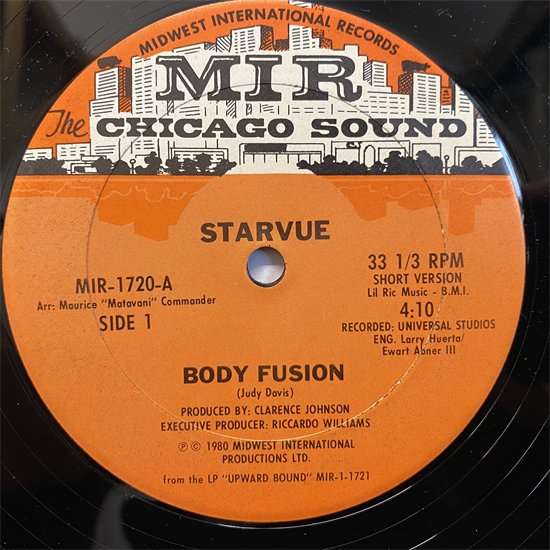 MIDWEST INTERNATIONAL RECORDS
MIR
The CHICAGO SOUND
STARVUE
MIR-1720-A
Arr: Maurice "Matavani" Commander
SIDE 1
33 1/3 RPM
SHORT VERSION
Lil Ric Music - B.M.I.
4:10
RECORDED: UNIVERSAL STUDIOS
ENG. Larry Huerta/
Ewart Abner III
BODY FUSION
(Judy Davis)
PRODUCED BY: CLARENCE JOHNSON
EXECUTIVE PRODUCER: RICCARDO WILLIAMS
℗ © 1980 MIDWEST INTERNATIONAL
PRODUCTIONS LTD.
from the LP "UPWARD BOUND" MIR-1-1721